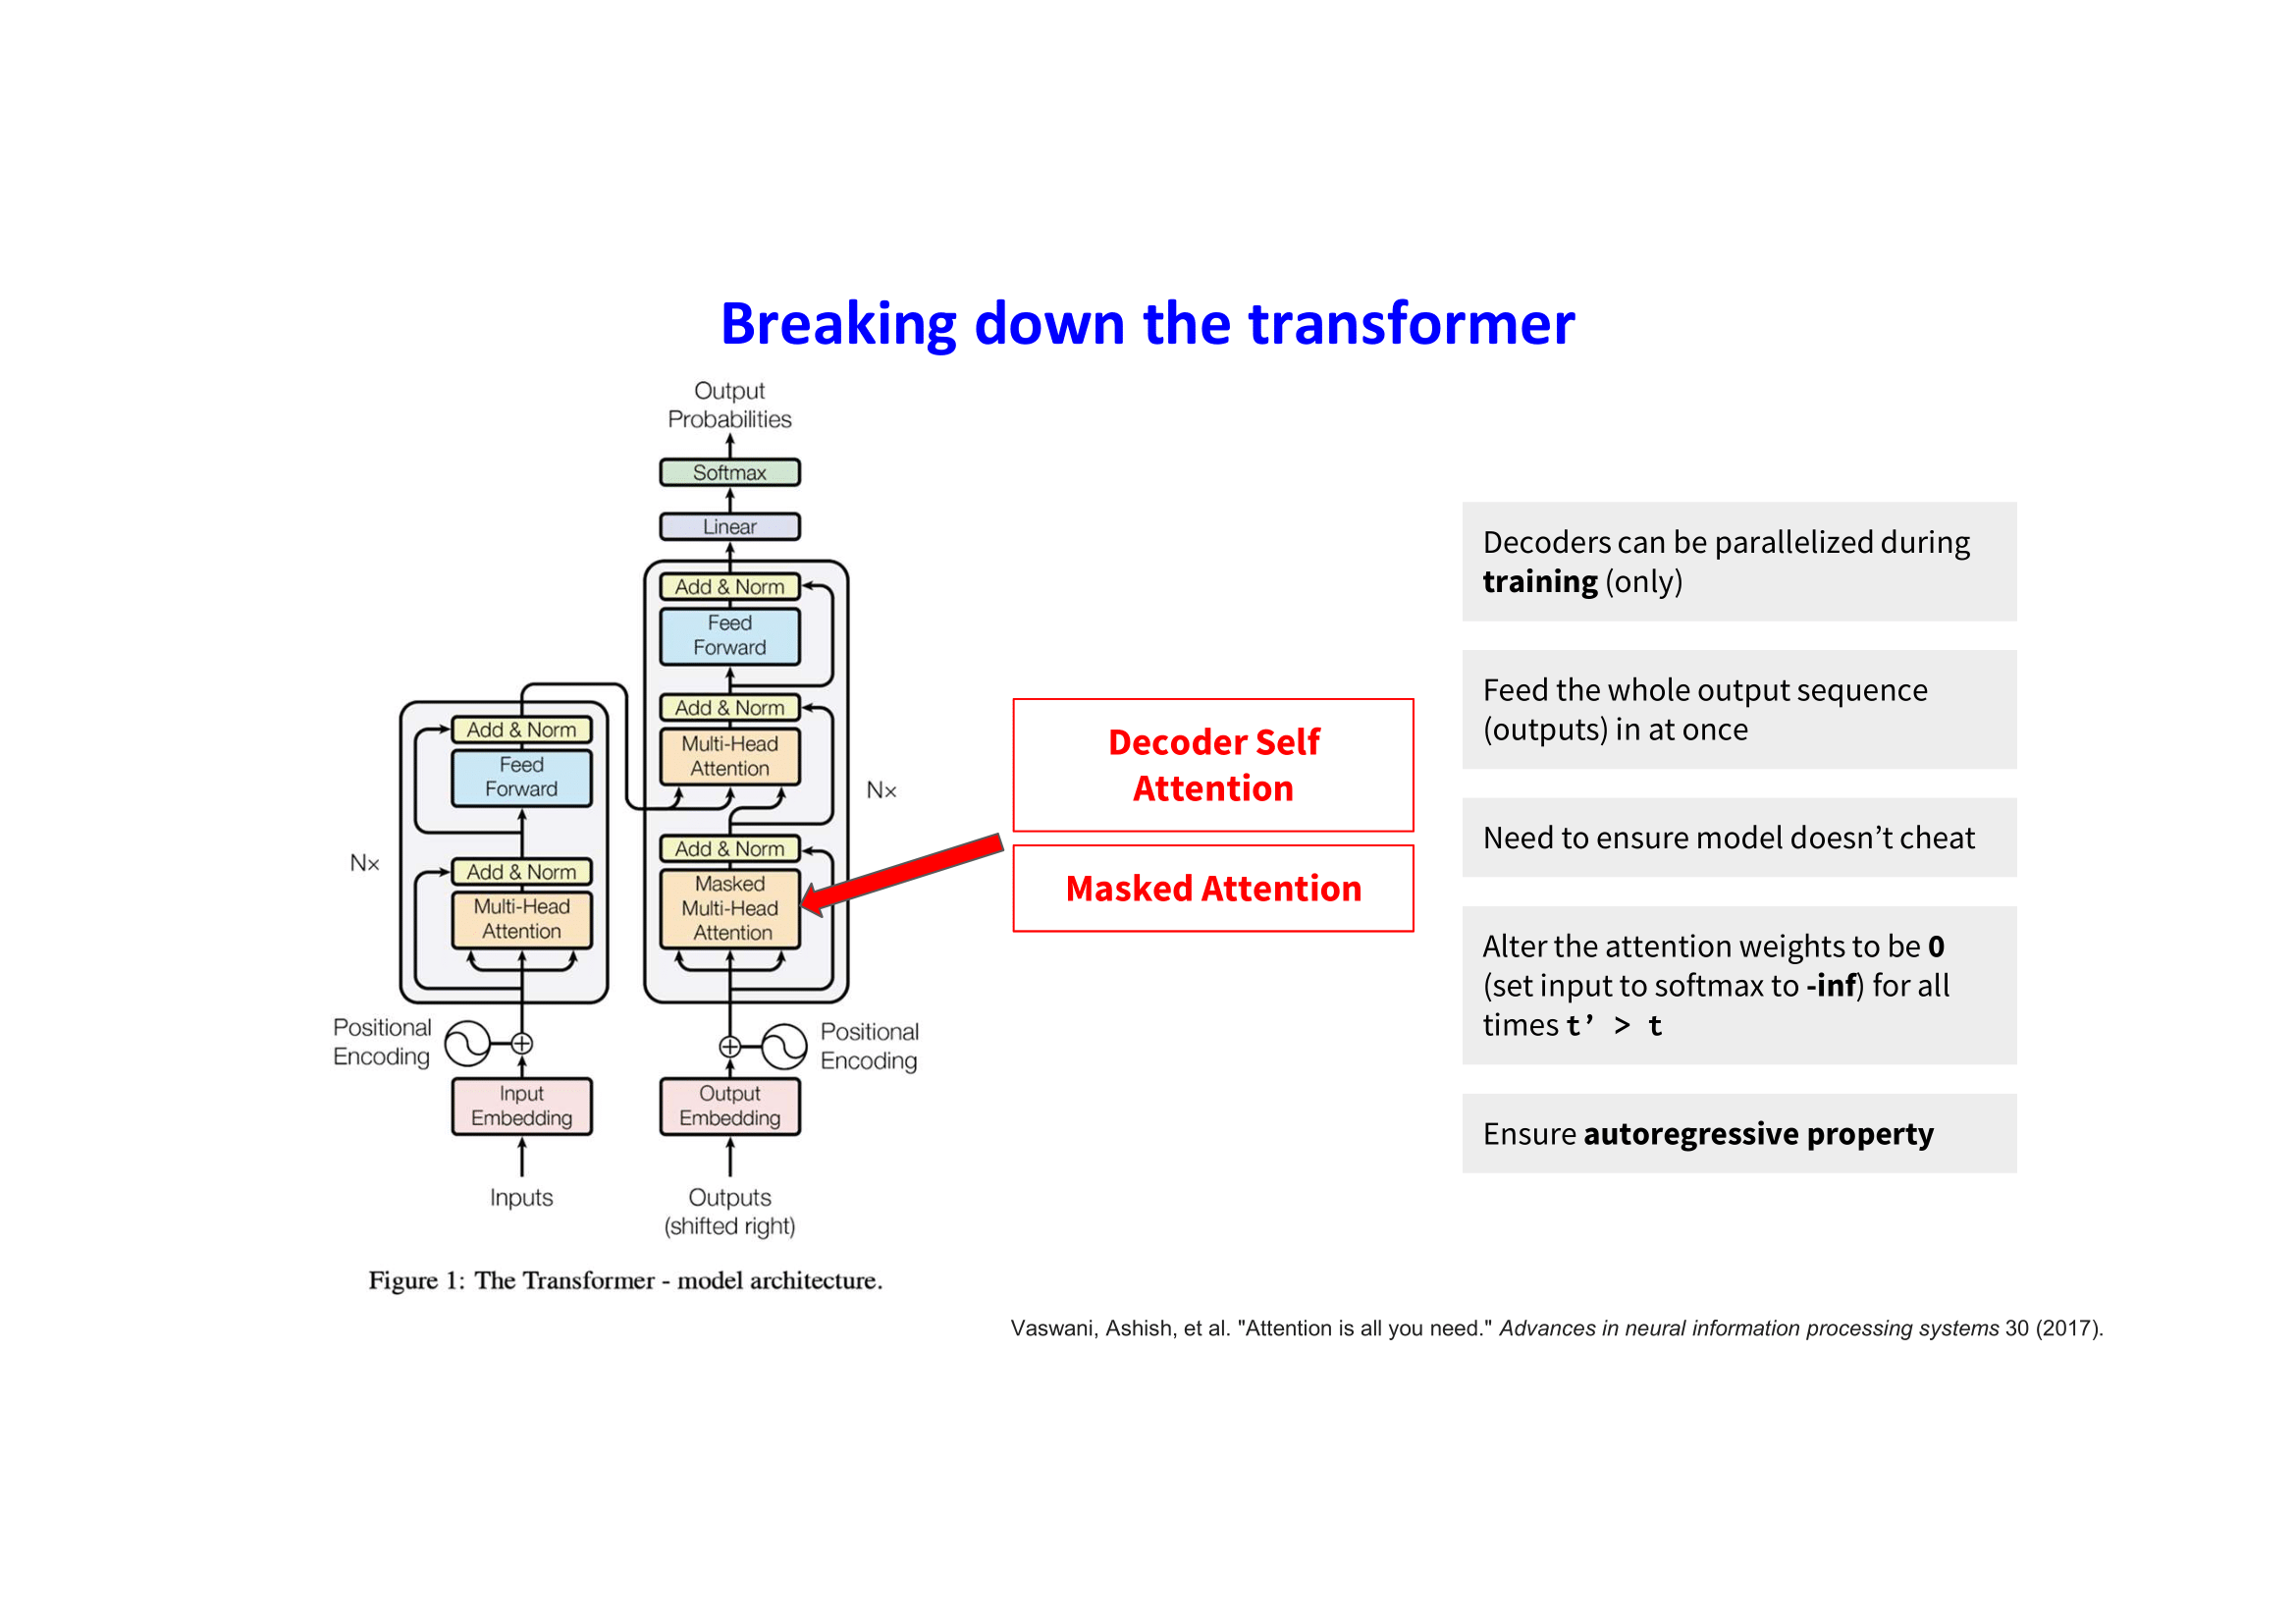 Breaking down the transformer
Output
Probabilities
Softmax
Linear
Add & Norm
Feed
Forward
Add & Norm
Multi-Head
Attention
Nx
Add & Norm
Masked
Multi-Head
Attention
Add & Norm
Feed
Forward
Nx
Add & Norm
Multi-Head
Attention
Positional
Encoding
Positional
Encoding
Input
Embedding
Output
Embedding
Inputs
Outputs
(shifted right)
Figure 1: The Transformer - model architecture.
Decoder Self
Attention
Masked Attention
Decoders can be parallelized during
training (only)
Feed the whole output sequence
(outputs) in at once
Need to ensure model doesn’t cheat
Alter the attention weights to be 0
(set input to softmax to -inf) for all
times t’ > t
Ensure autoregressive property
Vaswani, Ashish, et al. "Attention is all you need." Advances in neural information processing systems 30 (2017).